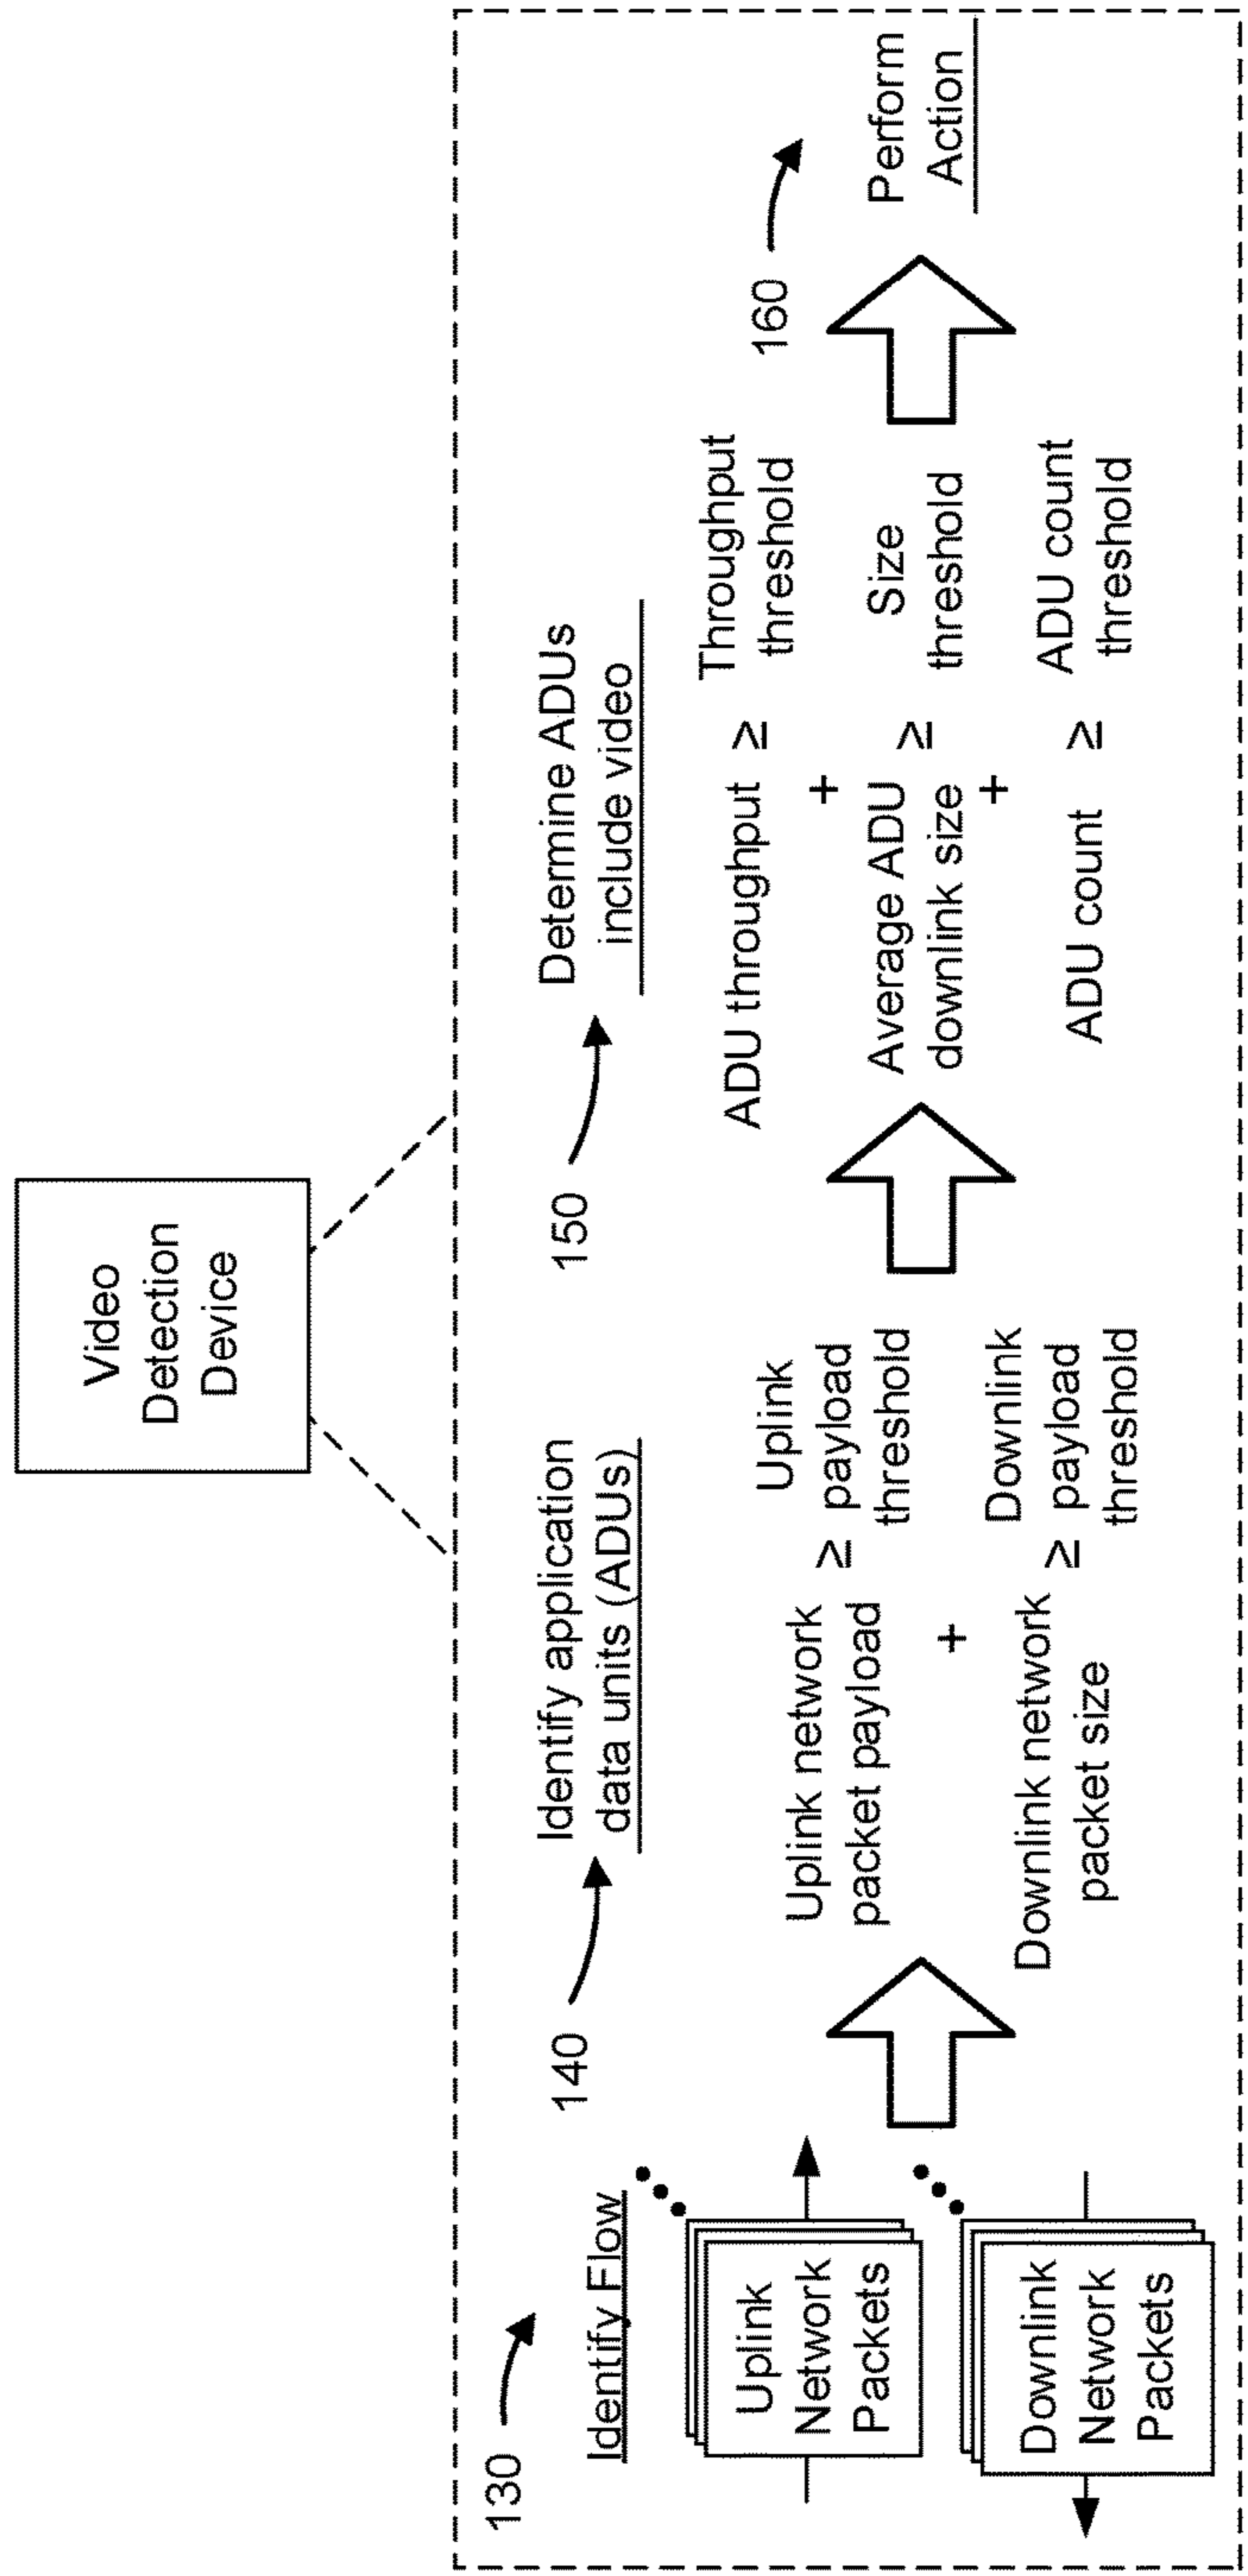 Video
Detection
Device
130
Identify Flow
Uplink
Network
Packets
Downlink
Network
Packets
140
Identify application
data units (ADUs)
Uplink network
packet payload
≥
Uplink
payload
threshold
+
Downlink network
packet size
≥
Downlink
payload
threshold
150
Determine ADUs
include video
ADU throughput
≥
Throughput
threshold
+
Average ADU
downlink size
≥
Size
threshold
+
ADU count
≥
ADU count
threshold
160
Perform
Action